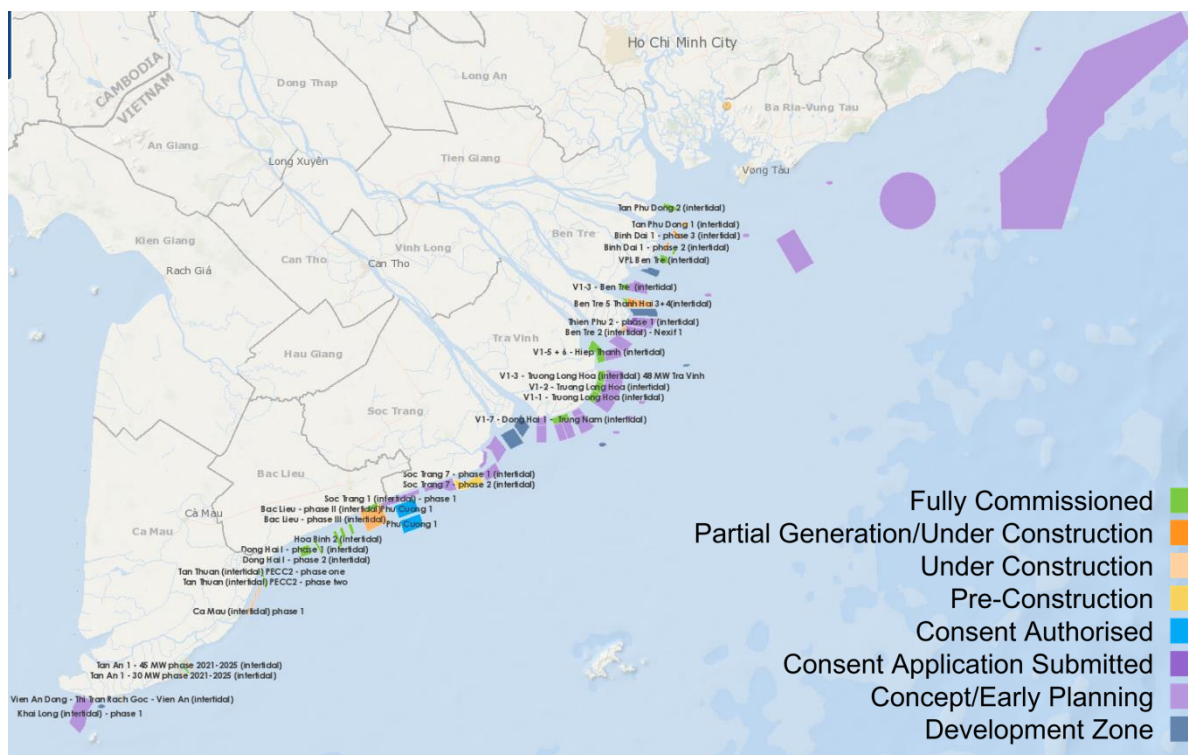 Ho Chi Minh City
CAMBODIA
VIETNAM
Dong Thap
Long An
Ba Ria-Vung Tau
An Giang
Long Xuyên
Tien Giang
Vọng Tàu
Tan Phu Dong 2 (intertidal)
Tan Phu Dong 1 (intertidal)
Binh Dai 1 - phase 3 (intertidal)
Binh Dai 1 - phase 2 (intertidal)
VPL Ben Tre (intertidal)
Ben Tre
Kien Giang
Vinh Long
Can Tho
Can Tho
Rach Giá
V1-3 - Ben Tre (intertidal)
Ben Tre 5 Thanh Hai 3+4(intertidal)
Thien Phu 2 - phase 1 (intertidal)
Ben Tre 2 (intertidal) - Nexif 1
Tra Vinh
Hau Giang
V1-5 + 6 - Hiep Thanh (intertidal)
V1-3 - Truong Long Hoa (intertidal) 48 MW Tra Vinh
V1-2 - Truong Long Hoa (intertidal)
V1-1 - Truong Long Hoa (intertidal)
Soc Trang
V1-7 - Dong Hai 1 - Trung Nam (intertidal)
Bac Lieu
Soc Trang 7 - phase 1 (intertidal)
Soc Trang 7 - phase 2 (intertidal)
Soc Trang 1 (intertidal) - phase 1
Bac Lieu - phase II (intertidal)
Phu Cuong 1
Bac Lieu - phase III (intertidal)
Phu Cuong 1
Cà Mau
Ca Mau
Hoa Binh 2 (intertidal)
Dong Hai I - phase 1 (intertidal)
Dong Hai I - phase 2 (intertidal)
Tan Thuan (intertidal) PECC2 - phase one
Tan Thuan (intertidal) PECC2 - phase two
Ca Mau (intertidal) phase 1
Tan An 1 - 45 MW phase 2021-2025 (intertidal)
Tan An 1 - 30 MW phase 2021-2025 (intertidal)
Vien An Dong - Thi Tran Rach Goc - Vien An (intertidal)
Khai Long (intertidal) - phase 1
Fully Commissioned
Partial Generation/Under Construction
Under Construction
Pre-Construction
Consent Authorised
Consent Application Submitted
Concept/Early Planning
Development Zone